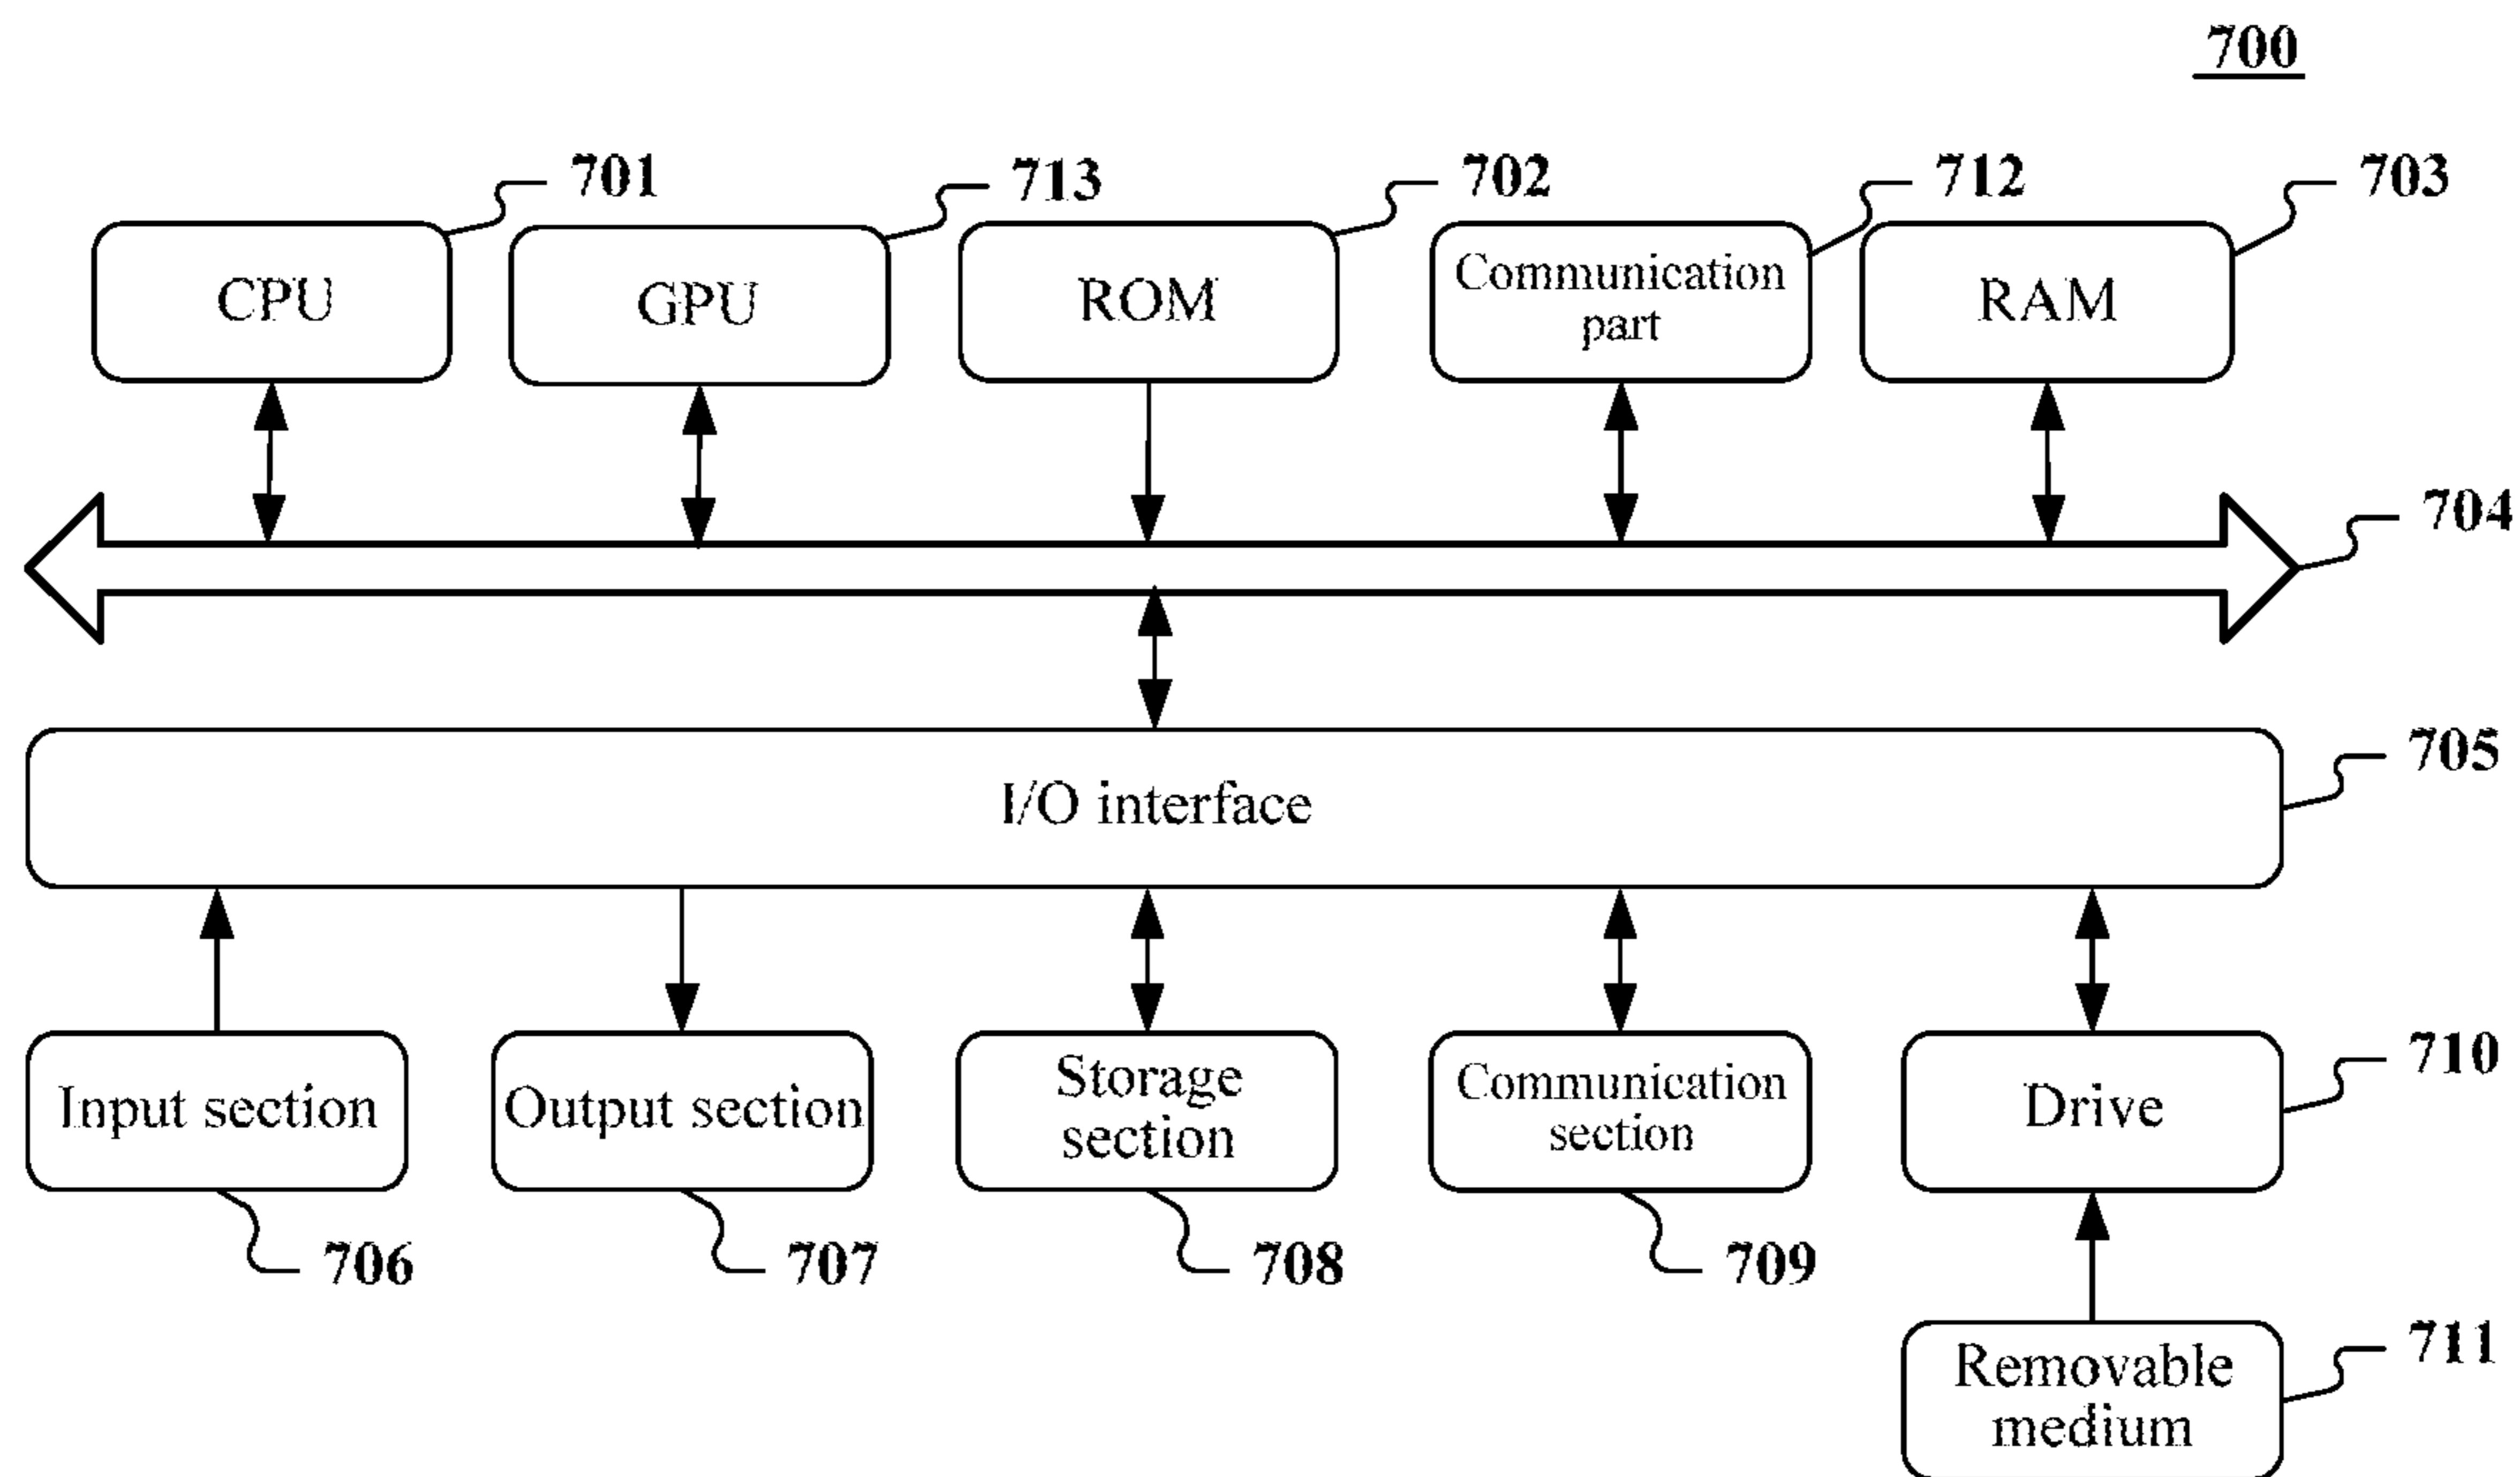 700
701
713
702
712
703
CPU
GPU
ROM
Communication
part
RAM
704
705
I/O interface
710
Input section
Output section
Storage
section
Communication
section
Drive
706
707
708
709
711
Removable
medium